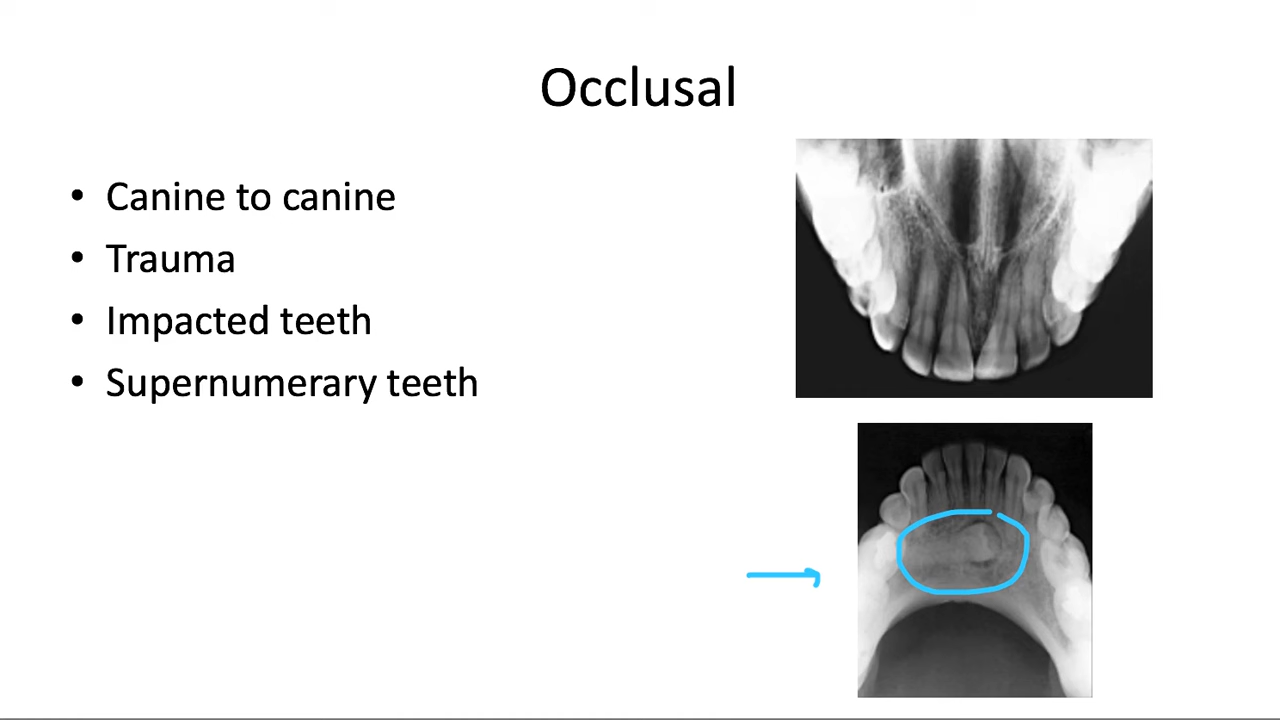 Occlusal
• Canine to canine
• Trauma
• Impacted teeth
• Supernumerary teeth